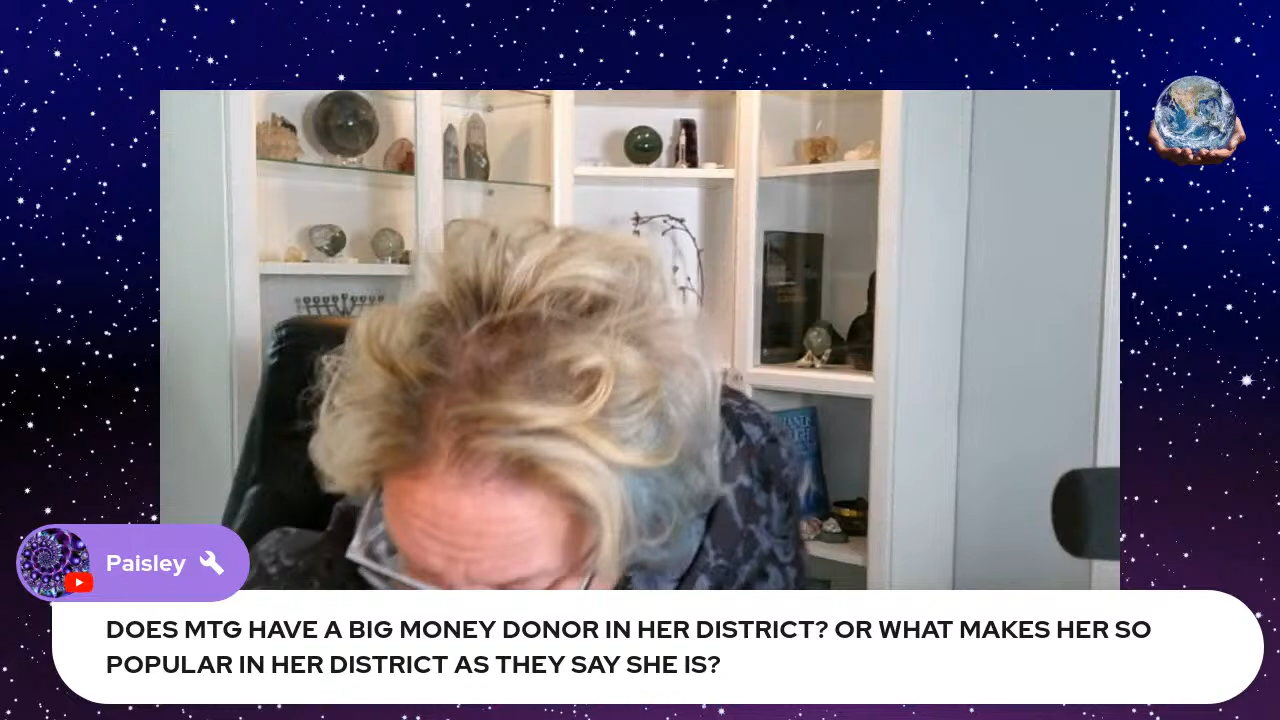 Paisley
DOES MTG HAVE A BIG MONEY DONOR IN HER DISTRICT? OR WHAT MAKES HER SO
POPULAR IN HER DISTRICT AS THEY SAY SHE IS?